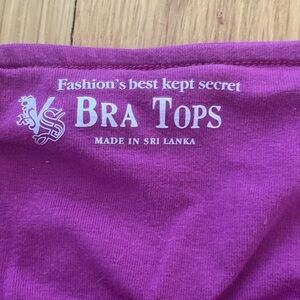 Fashion's best kept secret
BRA TOPS
MADE IN SRI LANKA